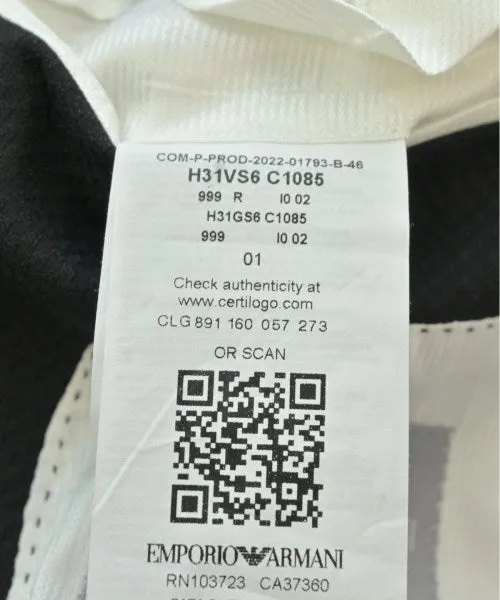 COM-P-PROD-2022-01793-B-46
H31VS6 C1085
999 R I0 02
H31GS6 C1085
999 I0 02
01
Check authenticity at
www.certilogo.com
CLG 891 160 057 273
OR SCAN
EMPORIO ARMANI
RN103723 CA37360